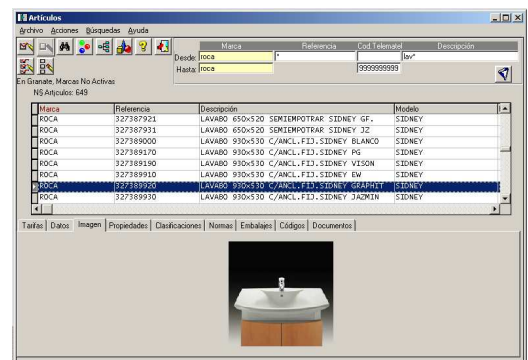 Artículos
Archivo Acciones Búsquedas Ayuda
Marca Referencia Cod.Telematel Descripción
Desde: roca * lav*
Hasta: roca 9999999999
En Granate, Marcas No Activas
Nº Artículos: 649
Marca Referencia Descripción Modelo
ROCA 327387921 LAVABO 650x520 SEMIEMPOTRAR SIDNEY GF. SIDNEY
ROCA 327387931 LAVABO 650x520 SEMIEMPOTRAR SIDNEY JZ SIDNEY
ROCA 327389000 LAVABO 930x530 C/ANCL.FIJ.SIDNEY BLANCO SIDNEY
ROCA 327389170 LAVABO 930x530 C/ANCL.FIJ.SIDNEY PG SIDNEY
ROCA 327389190 LAVABO 930x530 C/ANCL.FIJ.SIDNEY VISON SIDNEY
ROCA 327389910 LAVABO 930x530 C/ANCL.FIJ.SIDNEY EW SIDNEY
ROCA 327389920 LAVABO 930x530 C/ANCL.FIJ.SIDNEY GRAPHIT SIDNEY
ROCA 327389930 LAVABO 930x530 C/ANCL.FIJ.SIDNEY JAZMIN SIDNEY
Tarifas Datos Imagen Propiedades Clasificaciones Normas Embalajes Códigos Documentos